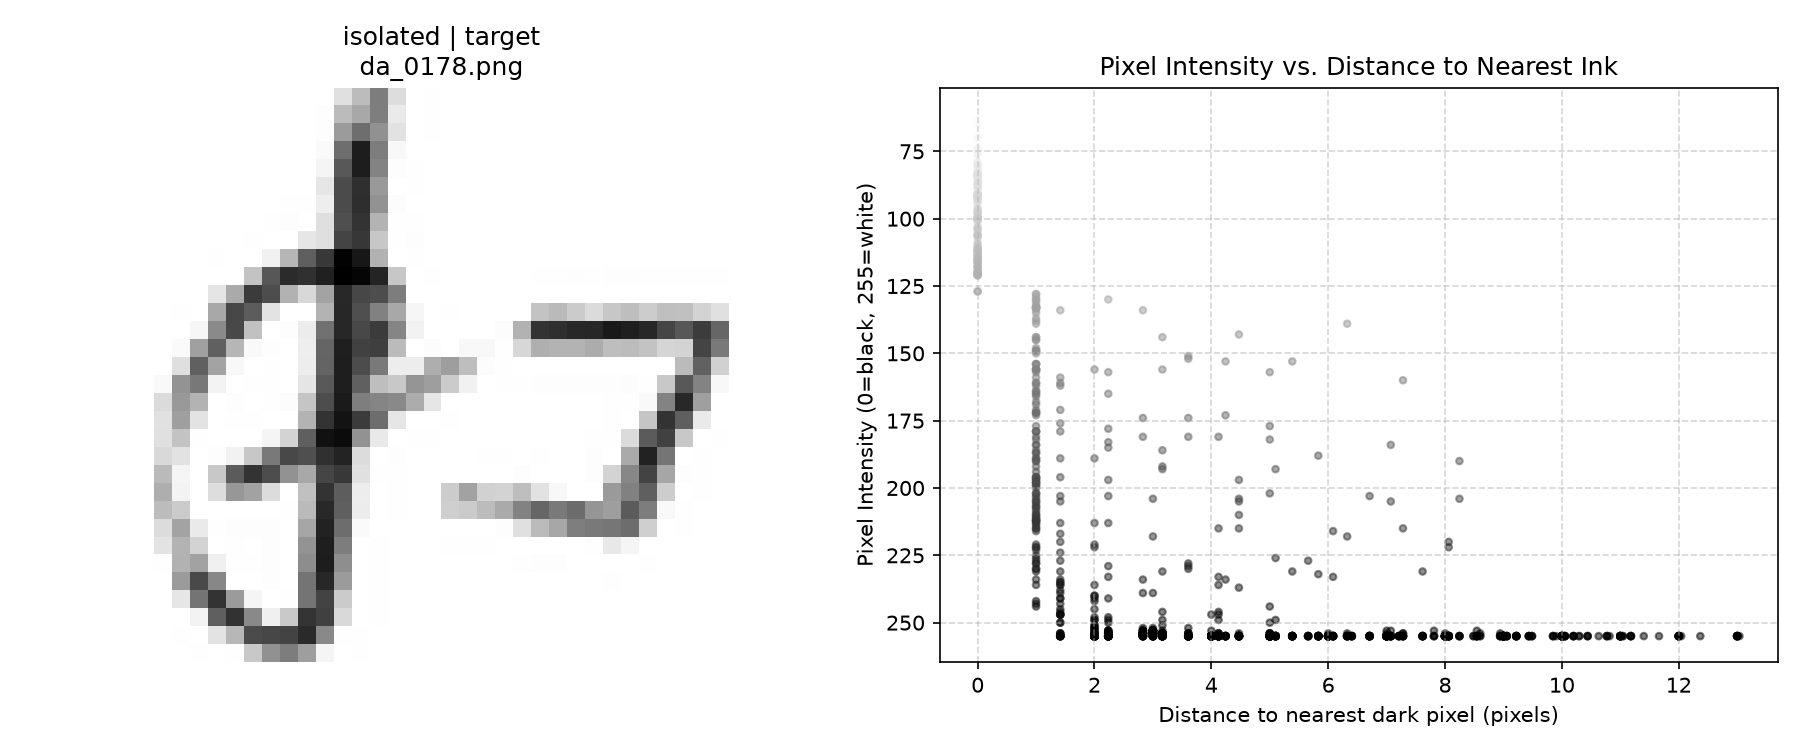 isolated | target
da_0178.png
Pixel Intensity vs. Distance to Nearest Ink
Pixel Intensity (0=black, 255=white)
75
100
125
150
175
200
225
250
0 2 4 6 8 10 12
Distance to nearest dark pixel (pixels)